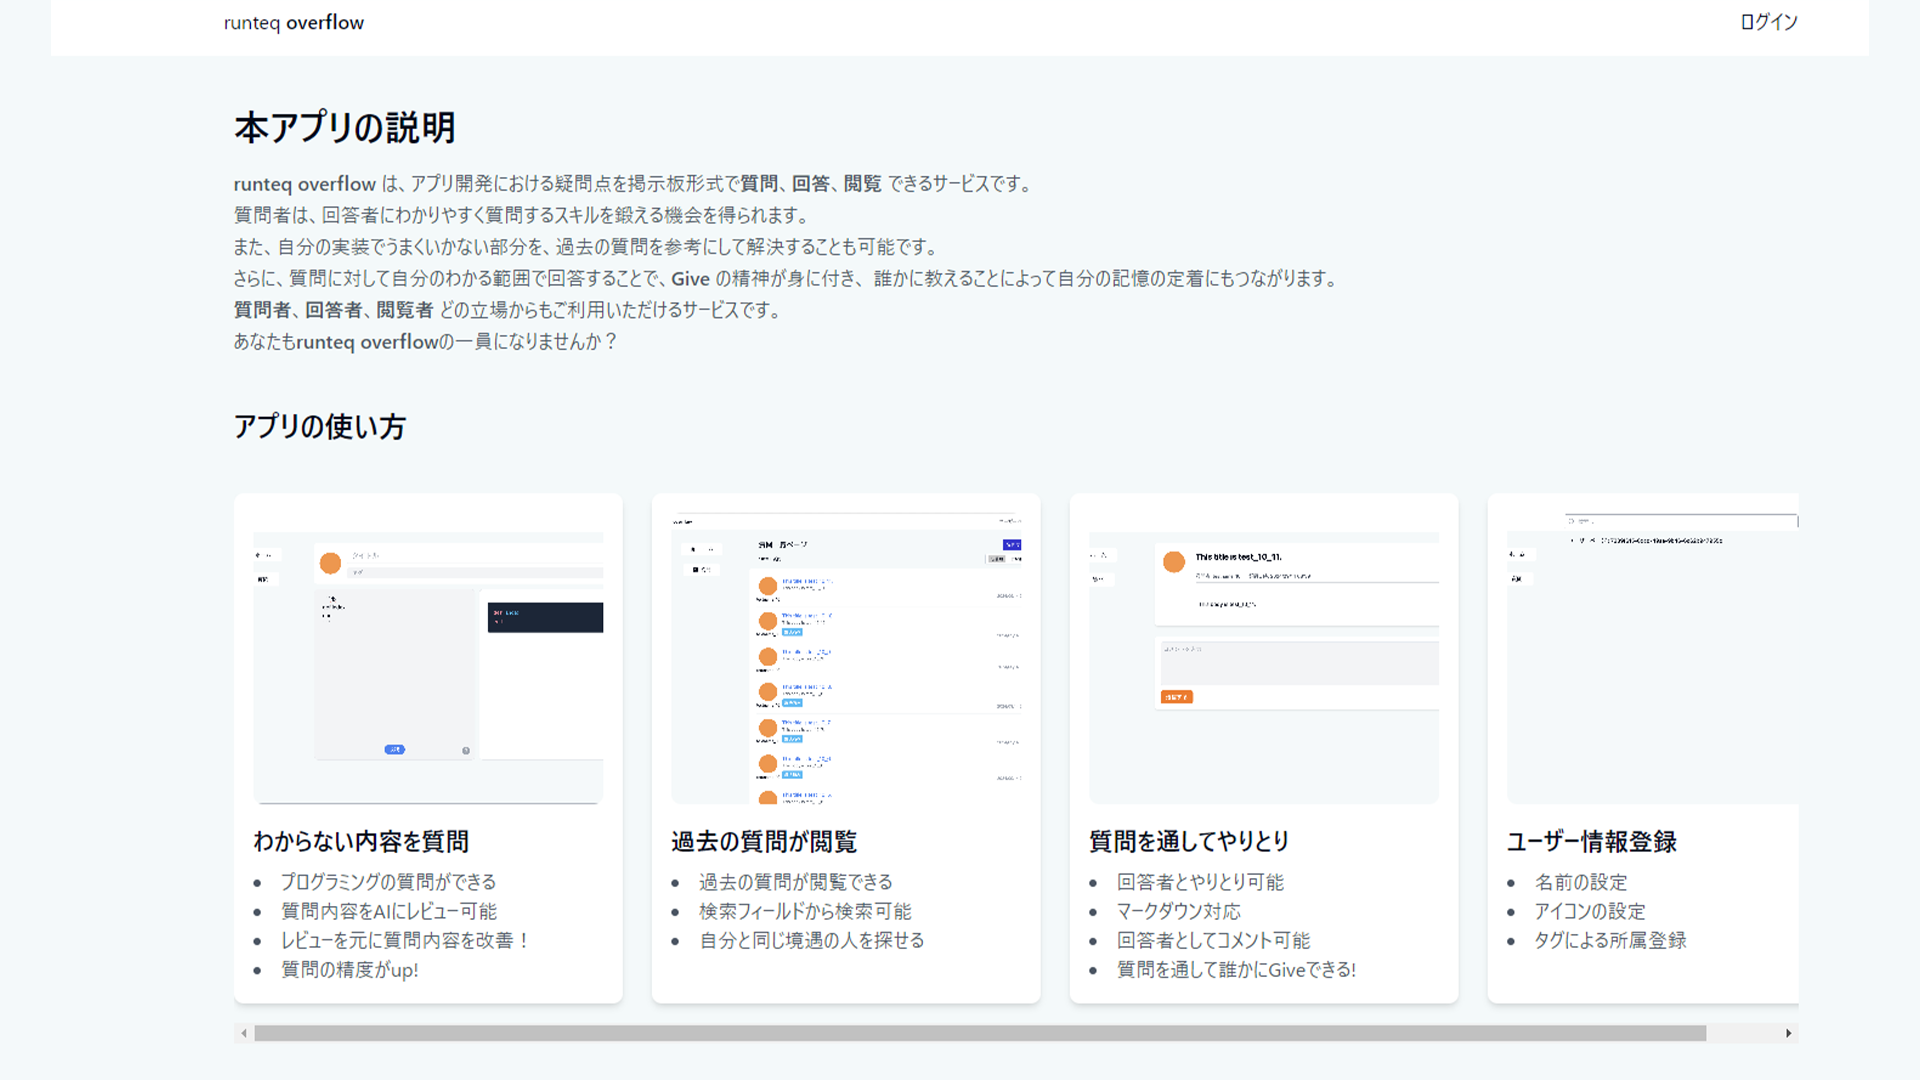 runteq overflow
ログイン
本アプリの説明
runteq overflow は、アプリ開発における疑問点を掲示板形式で質問、回答、閲覧 できるサービスです。
質問者は、回答者にわかりやすく質問するスキルを鍛える機会を得られます。
また、自分の実装でうまくいかない部分を、過去の質問を参考にして解決することも可能です。
さらに、質問に対して自分のわかる範囲で回答することで、Give の精神が身に付き、誰かに教えることによって自分の記憶の定着にもつながります。
質問者、回答者、閲覧者 どの立場からもご利用いただけるサービスです。
あなたもrunteq overflowの一員になりませんか？
アプリの使い方
This title is test_10_11.
わからない内容を質問
プログラミングの質問ができる
質問内容をAIにレビュー可能
レビューを元に質問内容を改善！
質問の精度がup!
過去の質問が閲覧
過去の質問が閲覧できる
検索フィールドから検索可能
自分と同じ境遇の人を探せる
質問を通してやりとり
回答者とやりとり可能
マークダウン対応
回答者としてコメント可能
質問を通して誰かにGiveできる!
ユーザー情報登録
名前の設定
アイコンの設定
タグによる所属登録